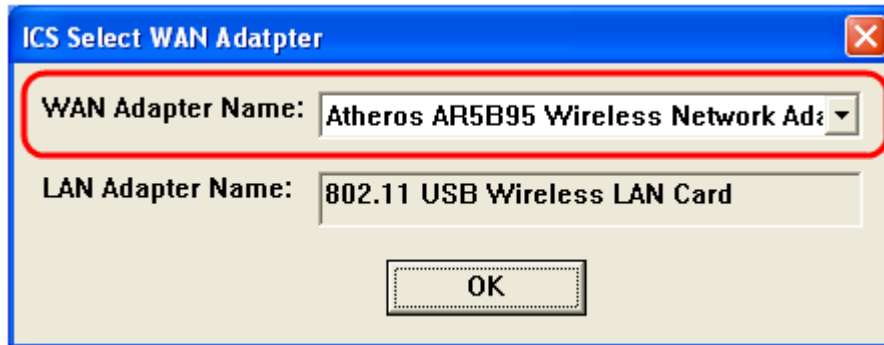 ICS Select WAN Adatpter
WAN Adapter Name: Atheros AR5B95 Wireless Network Ada
LAN Adapter Name: 802.11 USB Wireless LAN Card
OK